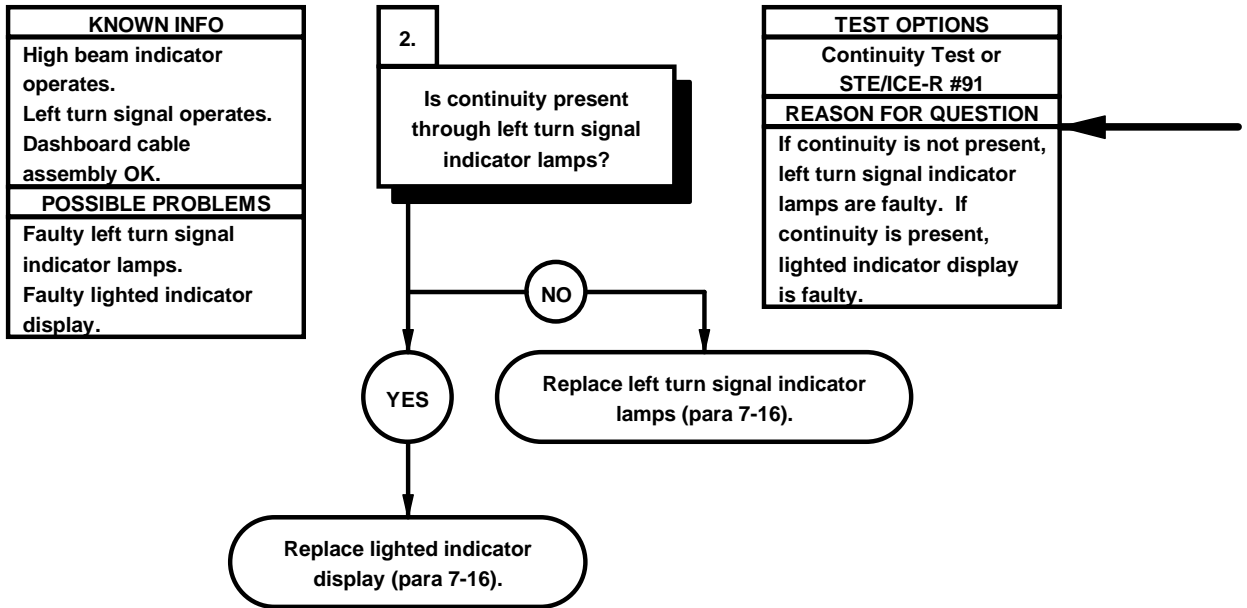 KNOWN INFO
High beam indicator
operates.
Left turn signal operates.
Dashboard cable
assembly OK.
POSSIBLE PROBLEMS
Faulty left turn signal
indicator lamps.
Faulty lighted indicator
display.
2.
Is continuity present
through left turn signal
indicator lamps?
TEST OPTIONS
Continuity Test or
STE/ICE-R #91
REASON FOR QUESTION
If continuity is not present,
left turn signal indicator
lamps are faulty. If
continuity is present,
lighted indicator display
is faulty.
NO
YES
Replace left turn signal indicator
lamps (para 7-16).
Replace lighted indicator
display (para 7-16).